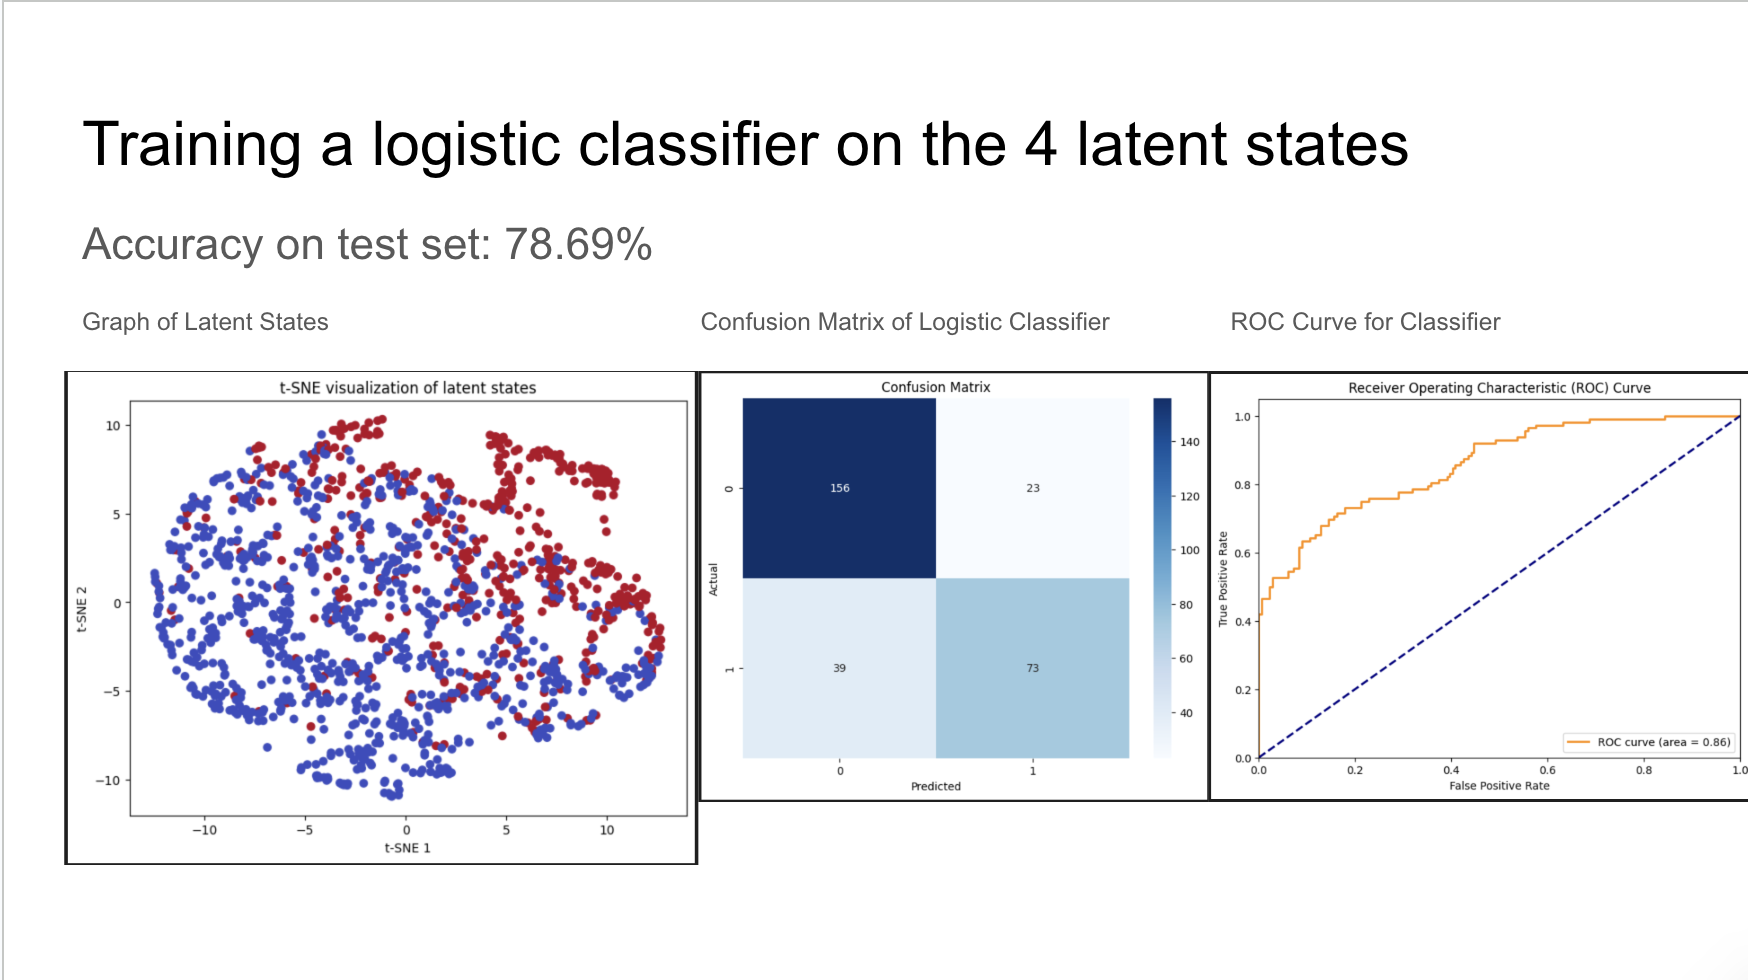 Training a logistic classifier on the 4 latent states
Accuracy on test set: 78.69%
Graph of Latent States
Confusion Matrix of Logistic Classifier
ROC Curve for Classifier
t-SNE visualization of latent states
10
5
0
−5
−10
t-SNE 2
−10
−5
0
5
10
t-SNE 1
Confusion Matrix
0
1
Actual
156
23
39
73
0
1
Predicted
140
120
100
80
60
40
Receiver Operating Characteristic (ROC) Curve
1.0
0.8
0.6
0.4
0.2
0.0
True Positive Rate
ROC curve (area = 0.86)
0.0
0.2
0.4
0.6
0.8
1.0
False Positive Rate